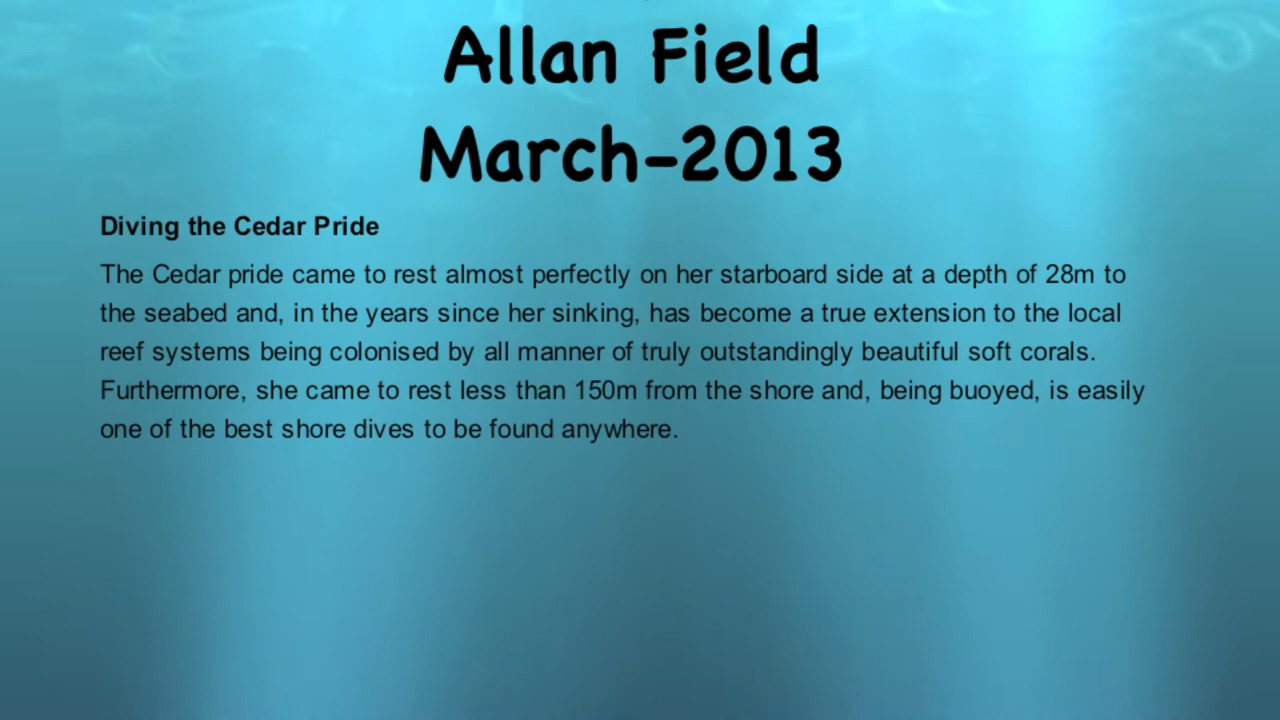 Allan Field
March-2013
Diving the Cedar Pride
The Cedar pride came to rest almost perfectly on her starboard side at a depth of 28m to
the seabed and, in the years since her sinking, has become a true extension to the local
reef systems being colonised by all manner of truly outstandingly beautiful soft corals.
Furthermore, she came to rest less than 150m from the shore and, being buoyed, is easily
one of the best shore dives to be found anywhere.